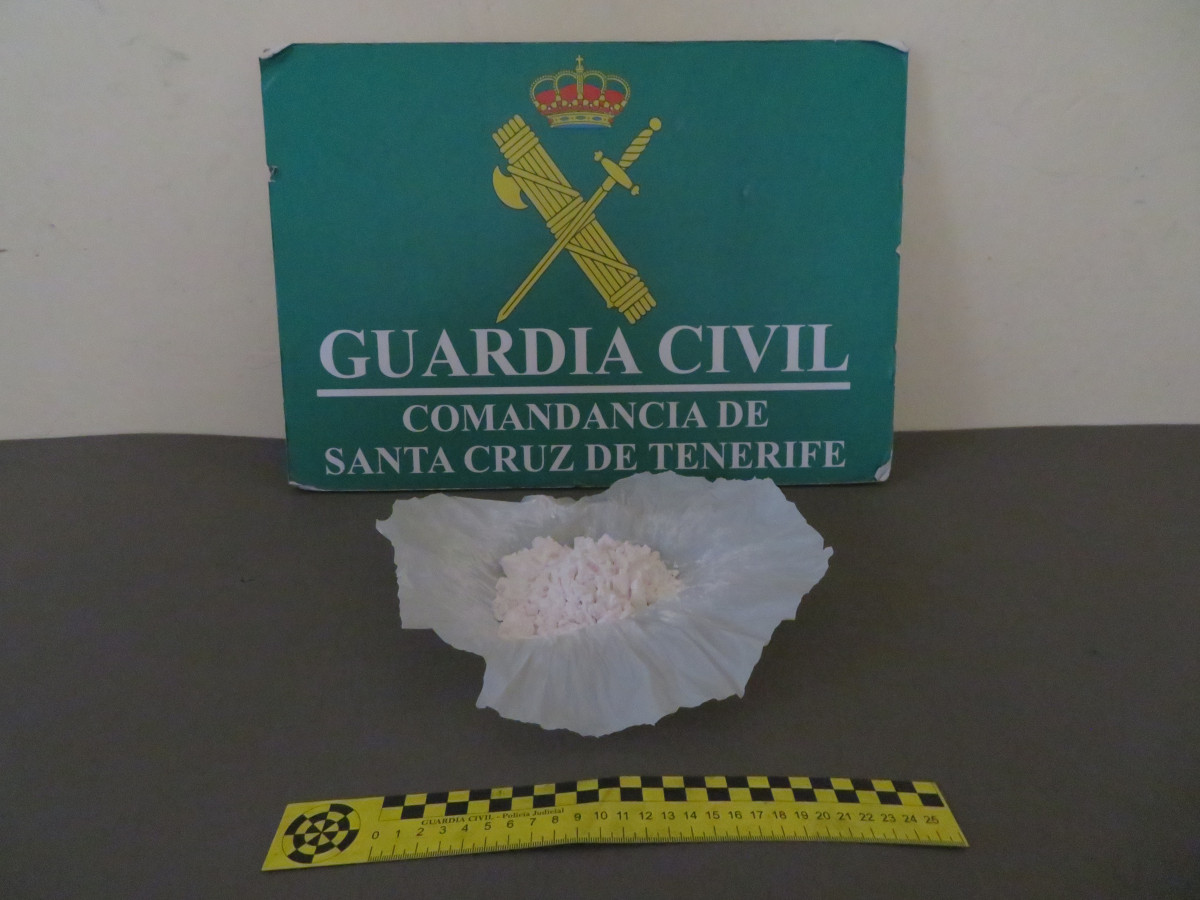 GUARDIA CIVIL
COMANDANCIA DE
SANTA CRUZ DE TENERIFE
GUARDIA CIVIL - Policía Judicial
0 1 2 3 4 5 6 7 8 9 10 11 12 13 14 15 16 17 18 19 20 21 22 23 24 25